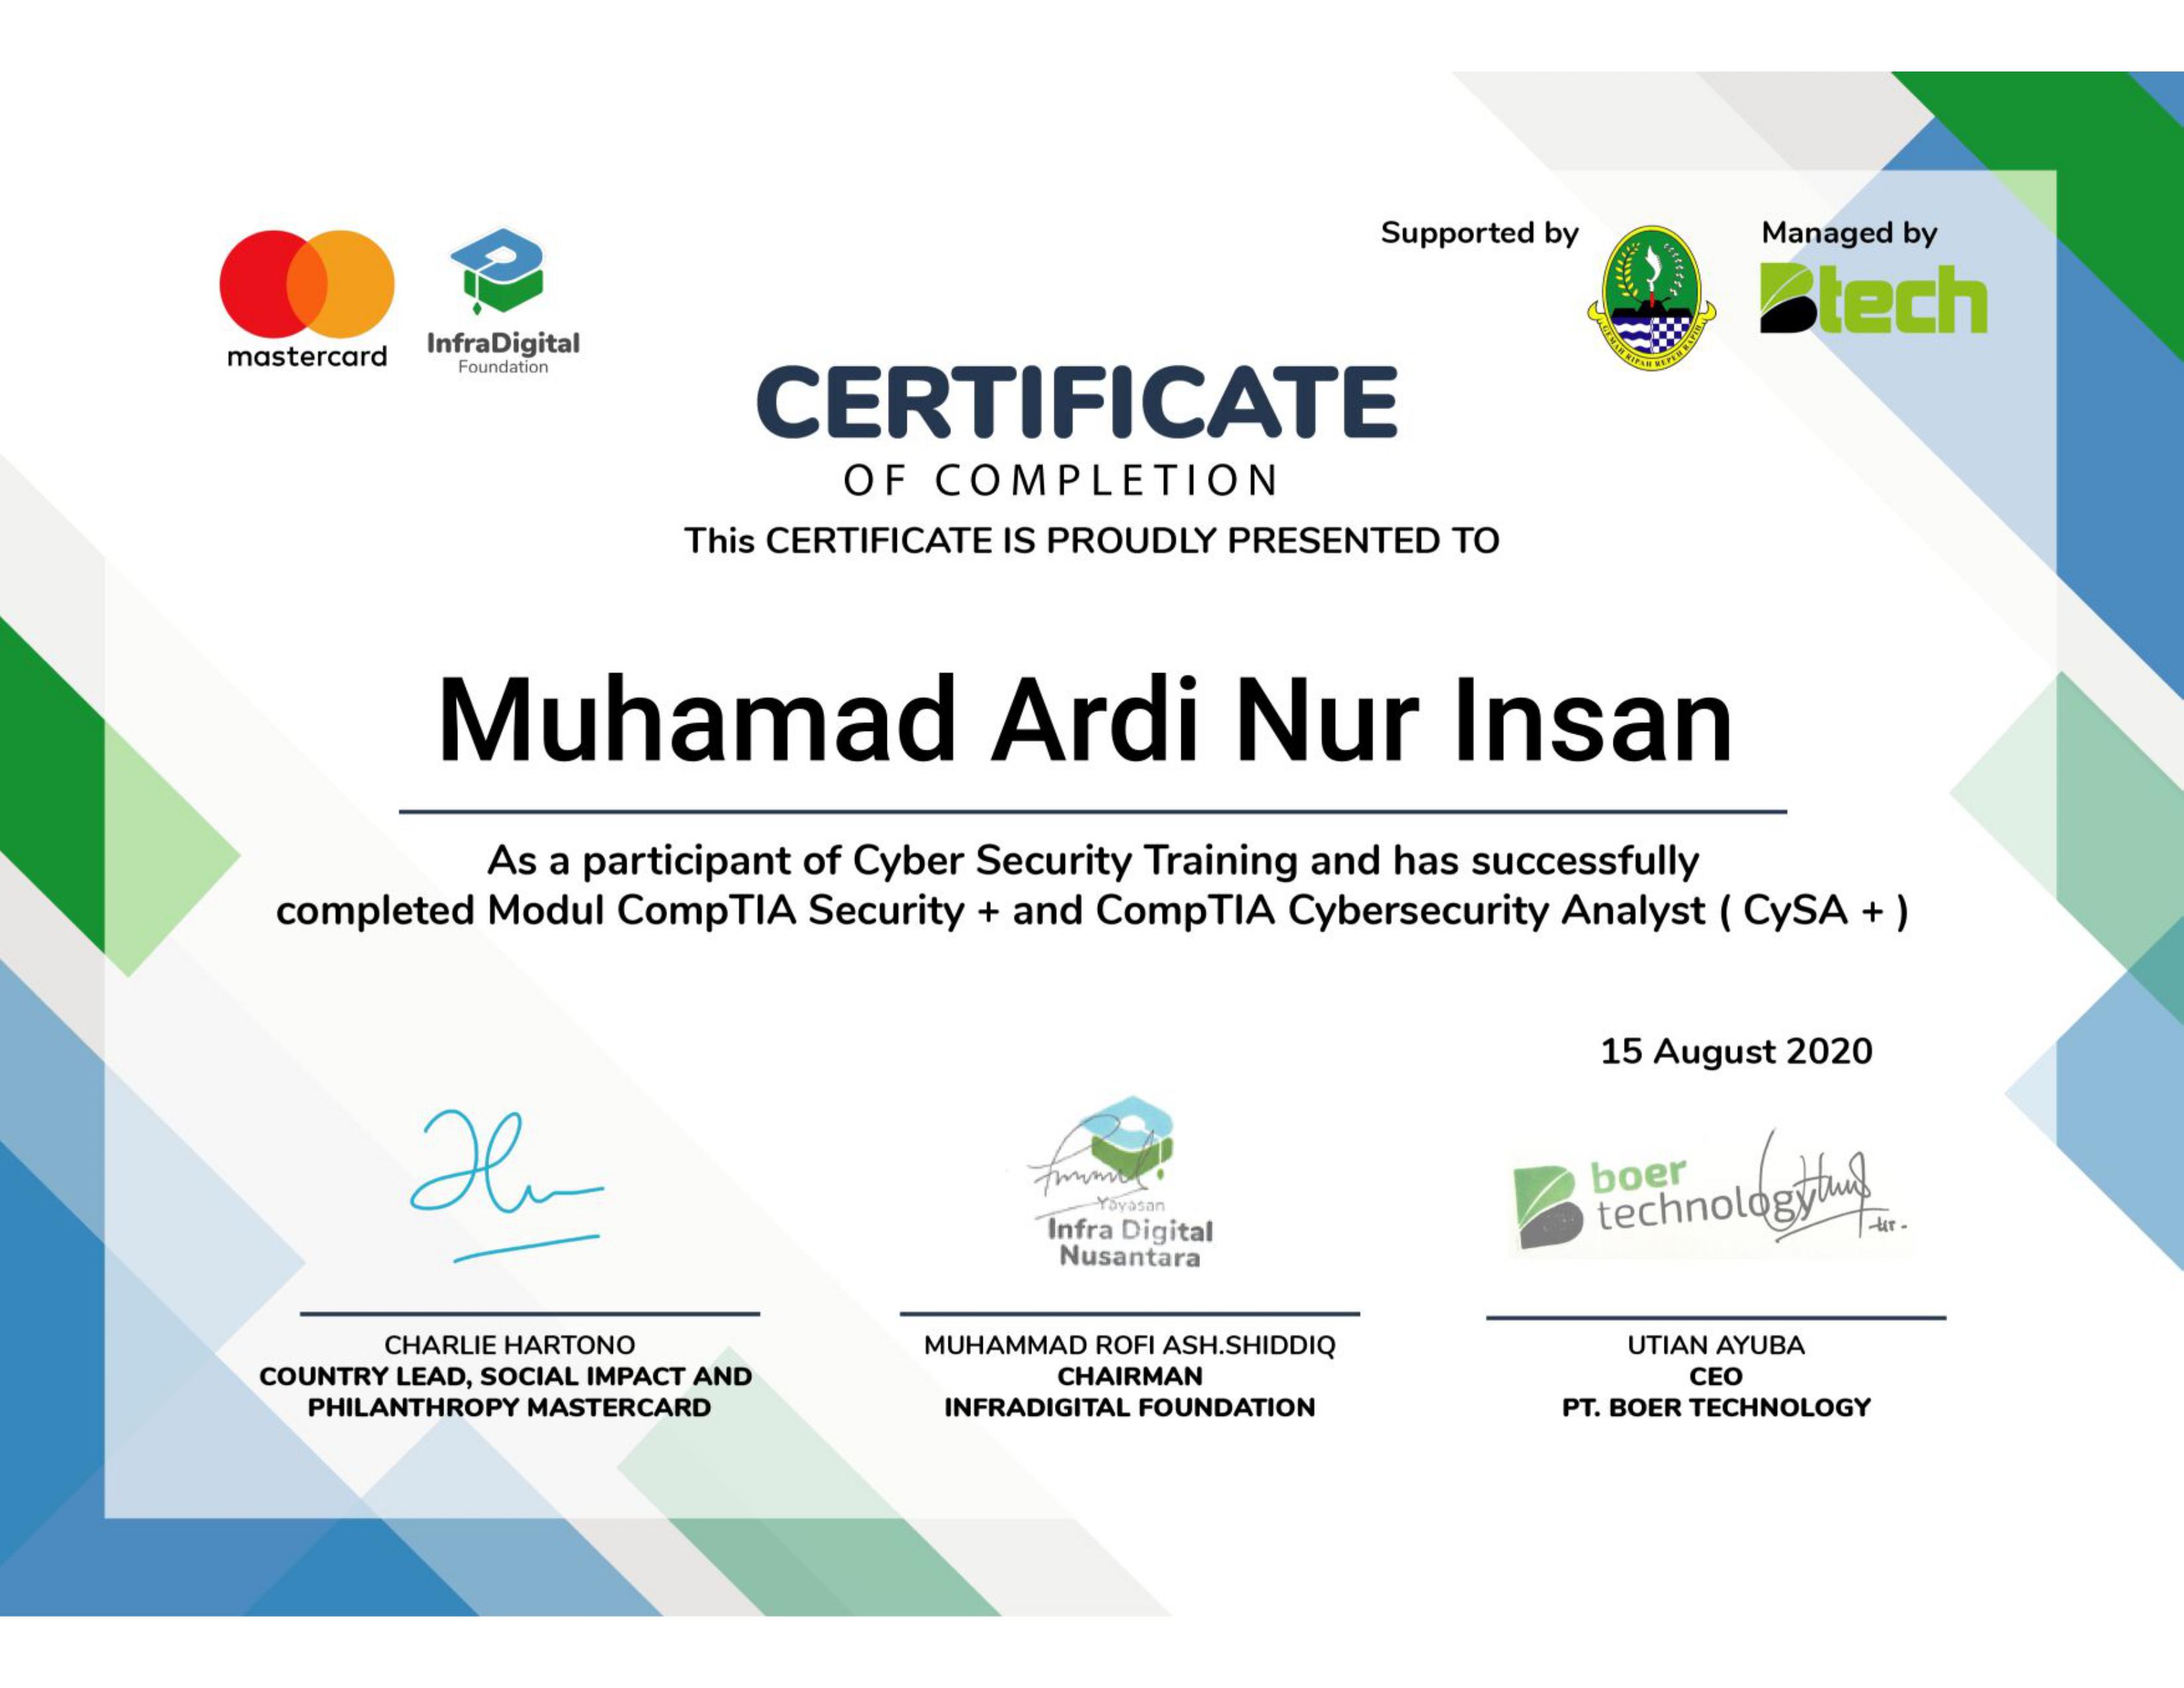 mastercard
InfraDigital
Foundation
Supported by
GEMAH RIPAH REPEH RAPIH
Managed by
Btech
CERTIFICATE
OF COMPLETION
This CERTIFICATE IS PROUDLY PRESENTED TO
Muhamad Ardi Nur Insan
As a participant of Cyber Security Training and has successfully
completed Modul CompTIA Security + and CompTIA Cybersecurity Analyst ( CySA + )
15 August 2020
Yayasan
Infra Digital
Nusantara
boer
technology
CHARLIE HARTONO
COUNTRY LEAD, SOCIAL IMPACT AND
PHILANTHROPY MASTERCARD
MUHAMMAD ROFI ASH.SHIDDIQ
CHAIRMAN
INFRADIGITAL FOUNDATION
UTIAN AYUBA
CEO
PT. BOER TECHNOLOGY